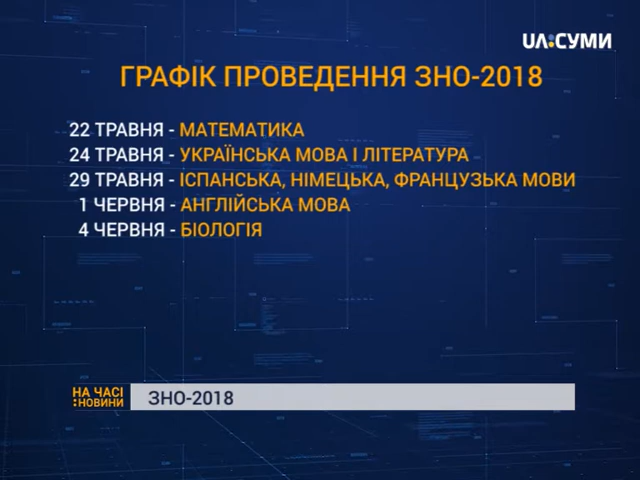 UA:СУМИ
ГРАФІК ПРОВЕДЕННЯ ЗНО-2018
22 ТРАВНЯ - МАТЕМАТИКА
24 ТРАВНЯ - УКРАЇНСЬКА МОВА І ЛІТЕРАТУРА
29 ТРАВНЯ - ІСПАНСЬКА, НІМЕЦЬКА, ФРАНЦУЗЬКА МОВИ
1 ЧЕРВНЯ - АНГЛІЙСЬКА МОВА
4 ЧЕРВНЯ - БІОЛОГІЯ
НА ЧАСІ
:НОВИНИ
ЗНО-2018